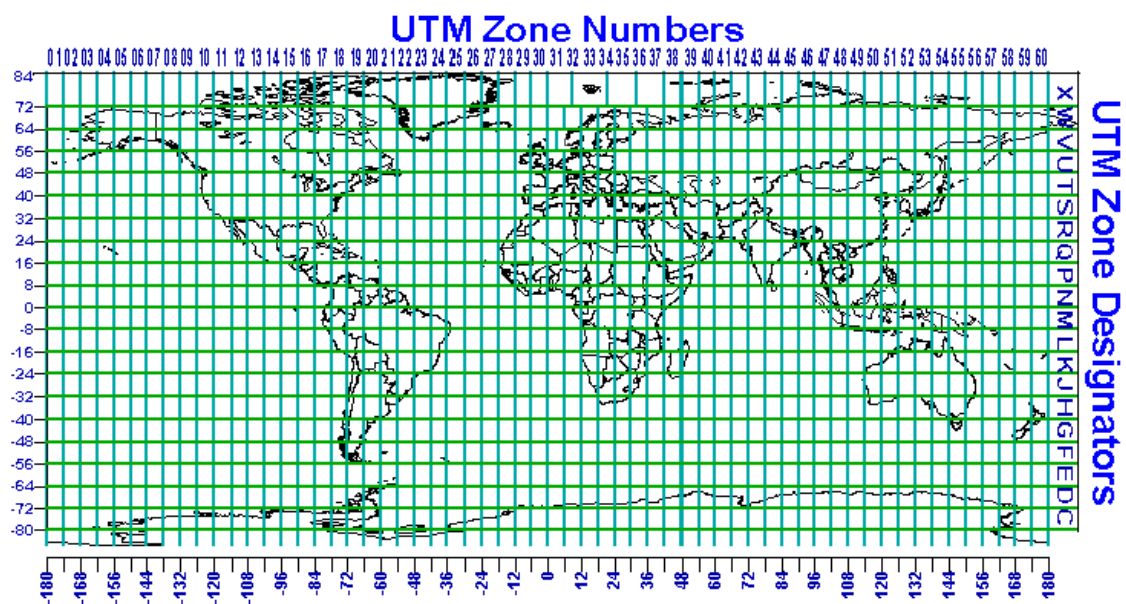 UTM Zone Numbers
01 02 03 04 05 06 07 08 09 10 11 12 13 14 15 16 17 18 19 20 21 22 23 24 25 26 27 28 29 30 31 32 33 34 35 36 37 38 39 40 41 42 43 44 45 46 47 48 49 50 51 52 53 54 55 56 57 58 59 60
84
72
64
56
48
40
32
24
16
8
0
-8
-16
-24
-32
-40
-48
-56
-64
-72
-80
X
W
V
U
T
S
R
Q
P
N
M
L
K
J
H
G
F
E
D
C
UTM Zone Designators
-180 -168 -156 -144 -132 -120 -108 -96 -84 -72 -60 -48 -36 -24 -12 0 12 24 36 48 60 72 84 96 108 120 132 144 156 168 180